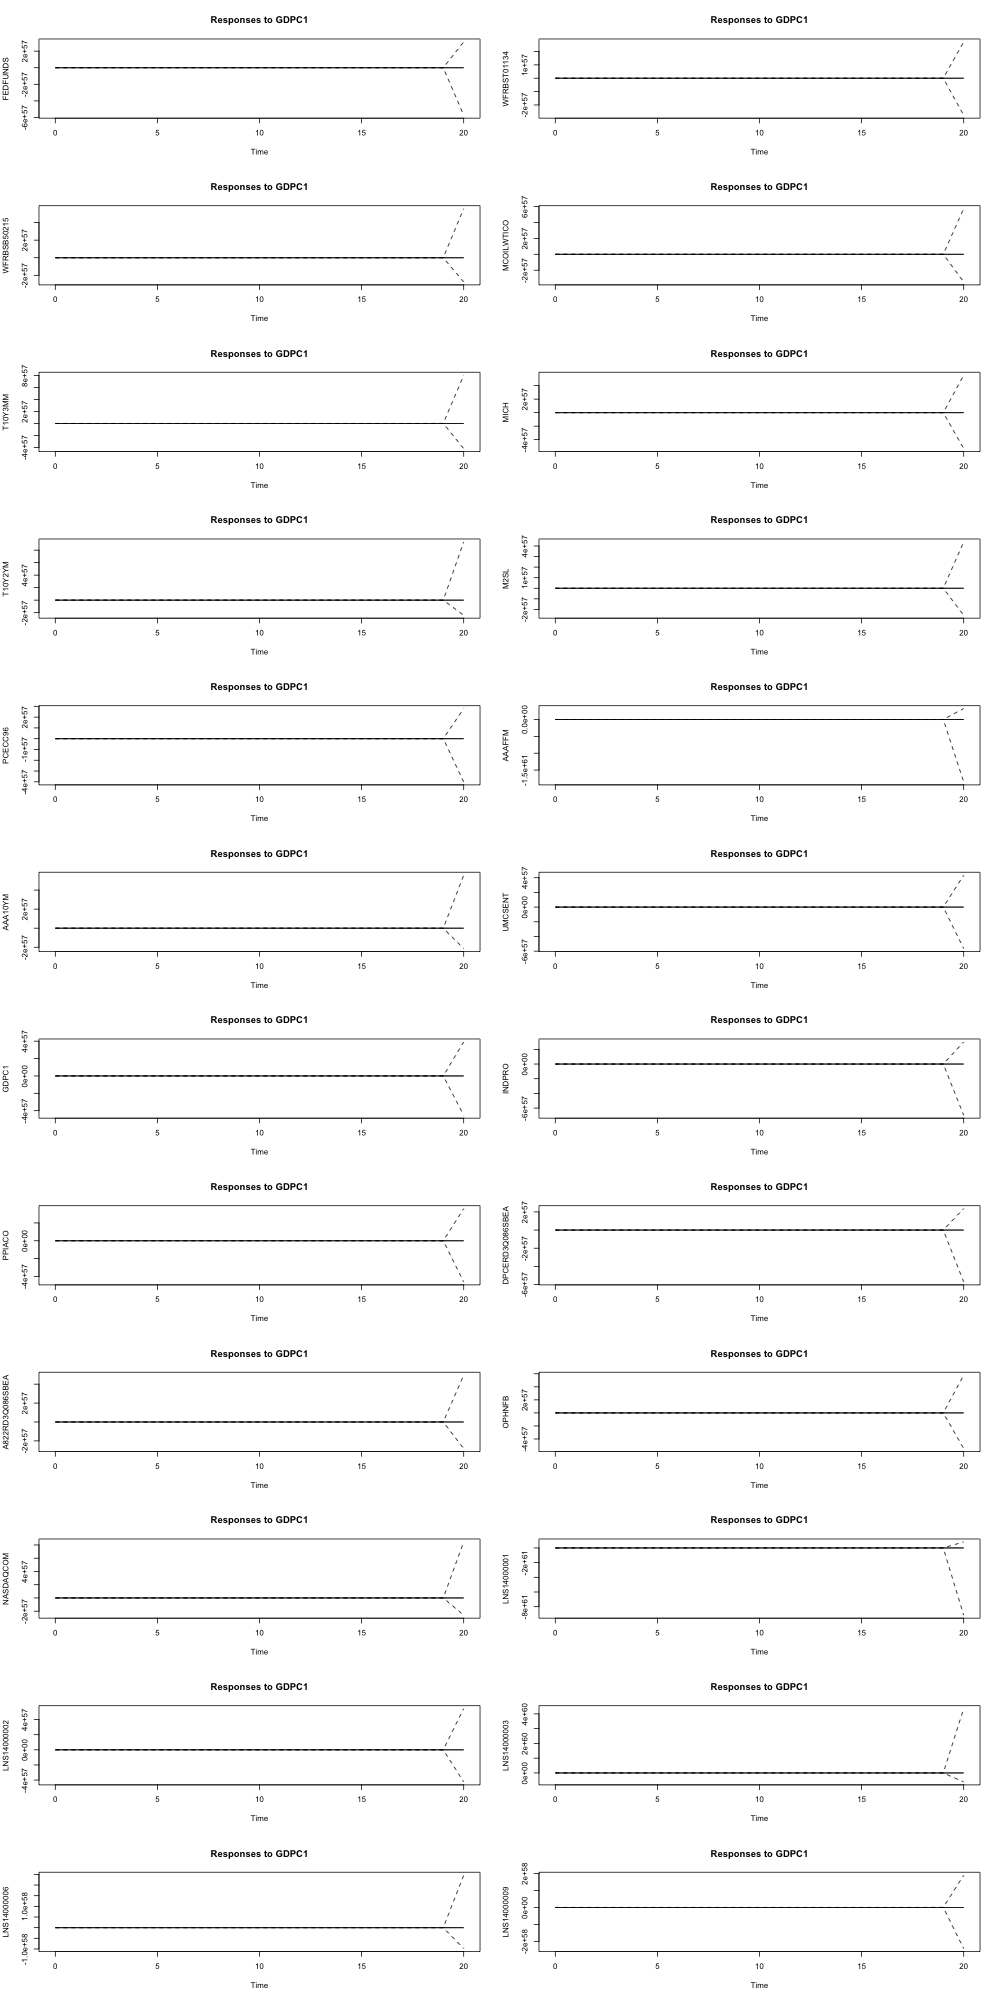 Responses to GDPC1
FEDFUNDS
-6e+57 -2e+57 2e+57
0 5 10 15 20
Time
Responses to GDPC1
WFRBST01134
-2e+57 1e+57
0 5 10 15 20
Time
Responses to GDPC1
WFRBSB50215
-2e+57 2e+57
0 5 10 15 20
Time
Responses to GDPC1
MCOILWTICO
-2e+57 2e+57 6e+57
0 5 10 15 20
Time
Responses to GDPC1
T10Y3MM
-4e+57 2e+57 8e+57
0 5 10 15 20
Time
Responses to GDPC1
MICH
-4e+57 2e+57
0 5 10 15 20
Time
Responses to GDPC1
T10Y2YM
-2e+57 4e+57
0 5 10 15 20
Time
Responses to GDPC1
M2SL
-2e+57 1e+57 4e+57
0 5 10 15 20
Time
Responses to GDPC1
PCECC96
-4e+57 -1e+57 2e+57
0 5 10 15 20
Time
Responses to GDPC1
AAAFFM
-1.5e+61 0.0e+00
0 5 10 15 20
Time
Responses to GDPC1
AAA10YM
-2e+57 2e+57
0 5 10 15 20
Time
Responses to GDPC1
UMCSENT
-6e+57 0e+00 4e+57
0 5 10 15 20
Time
Responses to GDPC1
GDPC1
-4e+57 0e+00 4e+57
0 5 10 15 20
Time
Responses to GDPC1
INDPRO
-6e+57 0e+00
0 5 10 15 20
Time
Responses to GDPC1
PPIACO
-4e+57 0e+00
0 5 10 15 20
Time
Responses to GDPC1
DPCERD3Q086SBEA
-6e+57 -2e+57 2e+57
0 5 10 15 20
Time
Responses to GDPC1
A822RD3Q086SBEA
-2e+57 2e+57
0 5 10 15 20
Time
Responses to GDPC1
OPHNFB
-4e+57 2e+57
0 5 10 15 20
Time
Responses to GDPC1
NASDAQCOM
-2e+57 4e+57
0 5 10 15 20
Time
Responses to GDPC1
LNS14000001
-8e+61 -2e+61
0 5 10 15 20
Time
Responses to GDPC1
LNS14000002
-4e+57 0e+00 4e+57
0 5 10 15 20
Time
Responses to GDPC1
LNS14000003
0e+00 2e+60 4e+60
0 5 10 15 20
Time
Responses to GDPC1
LNS14000006
-1.0e+58 1.0e+58
0 5 10 15 20
Time
Responses to GDPC1
LNS14000009
-2e+58 0e+00 2e+58
0 5 10 15 20
Time